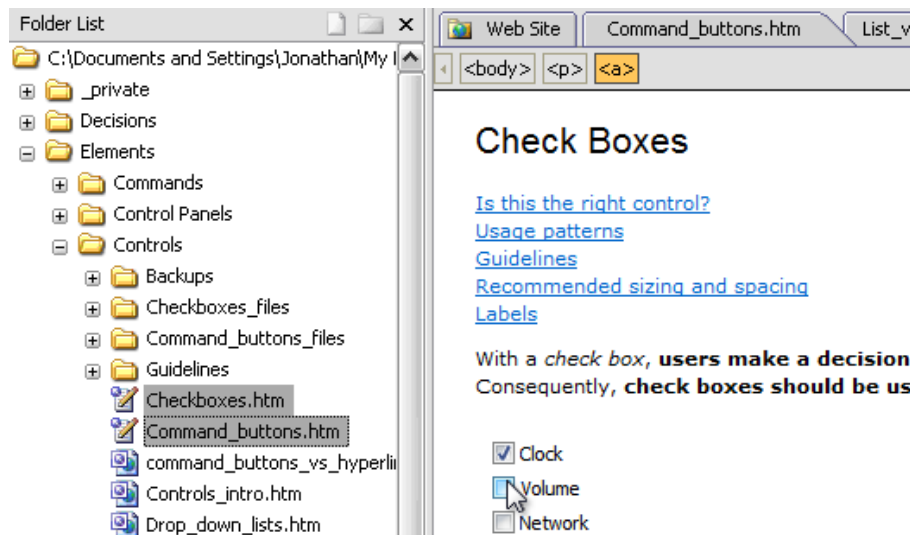 Folder List
C:\Documents and Settings\Jonathan\My
_private
Decisions
Elements
Commands
Control Panels
Controls
Backups
Checkboxes_files
Command_buttons_files
Guidelines
Checkboxes.htm
Command_buttons.htm
command_buttons_vs_hyperli
Controls_intro.htm
Drop_down_lists.htm
Web Site
Command_buttons.htm
List_v
<body>
<p>
<a>
Check Boxes
Is this the right control?
Usage patterns
Guidelines
Recommended sizing and spacing
Labels
With a check box, users make a decision
Consequently, check boxes should be us
Clock
Volume
Network